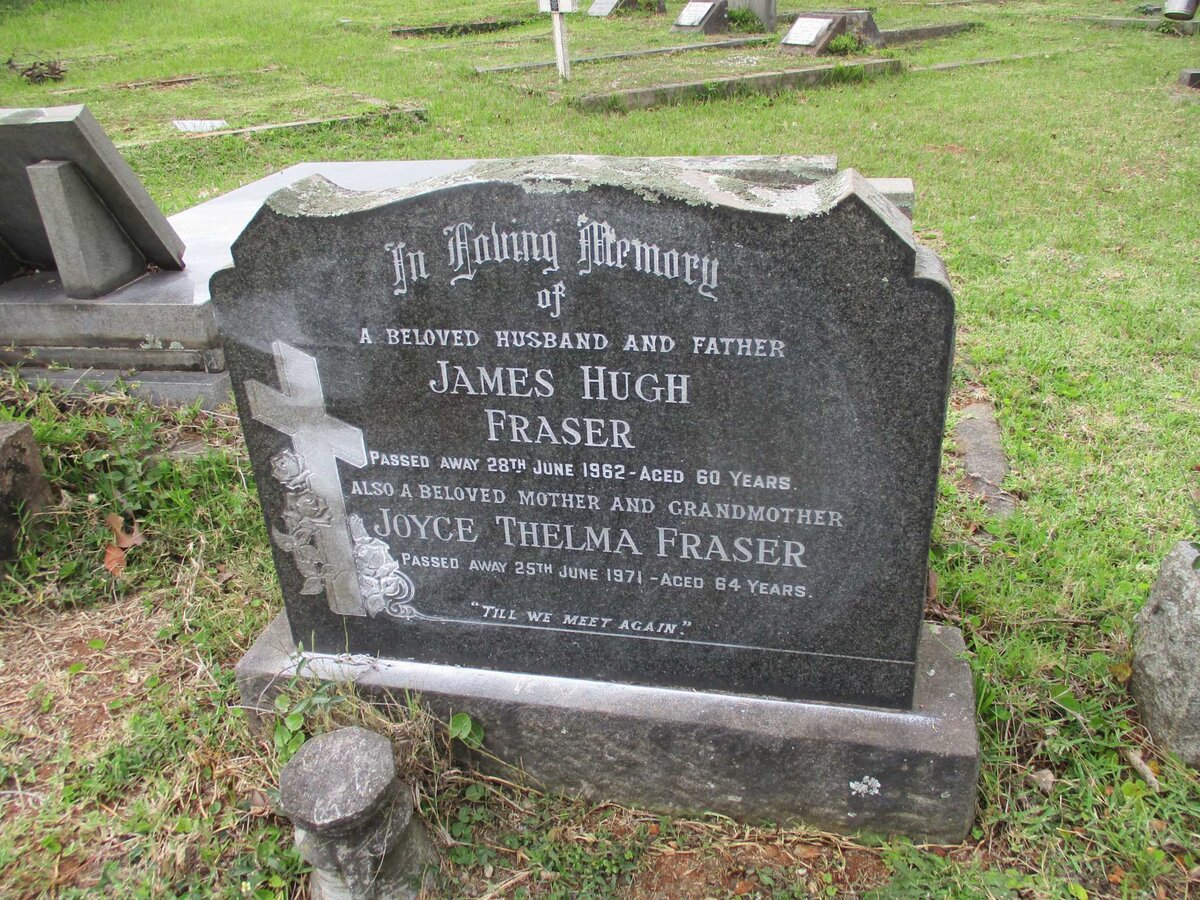 In Loving Memory
of
A BELOVED HUSBAND AND FATHER
JAMES HUGH
FRASER
PASSED AWAY 28TH JUNE 1962 - AGED 60 YEARS.
ALSO A BELOVED MOTHER AND GRANDMOTHER
JOYCE THELMA FRASER
PASSED AWAY 25TH JUNE 1971 - AGED 64 YEARS.
"TILL WE MEET AGAIN."